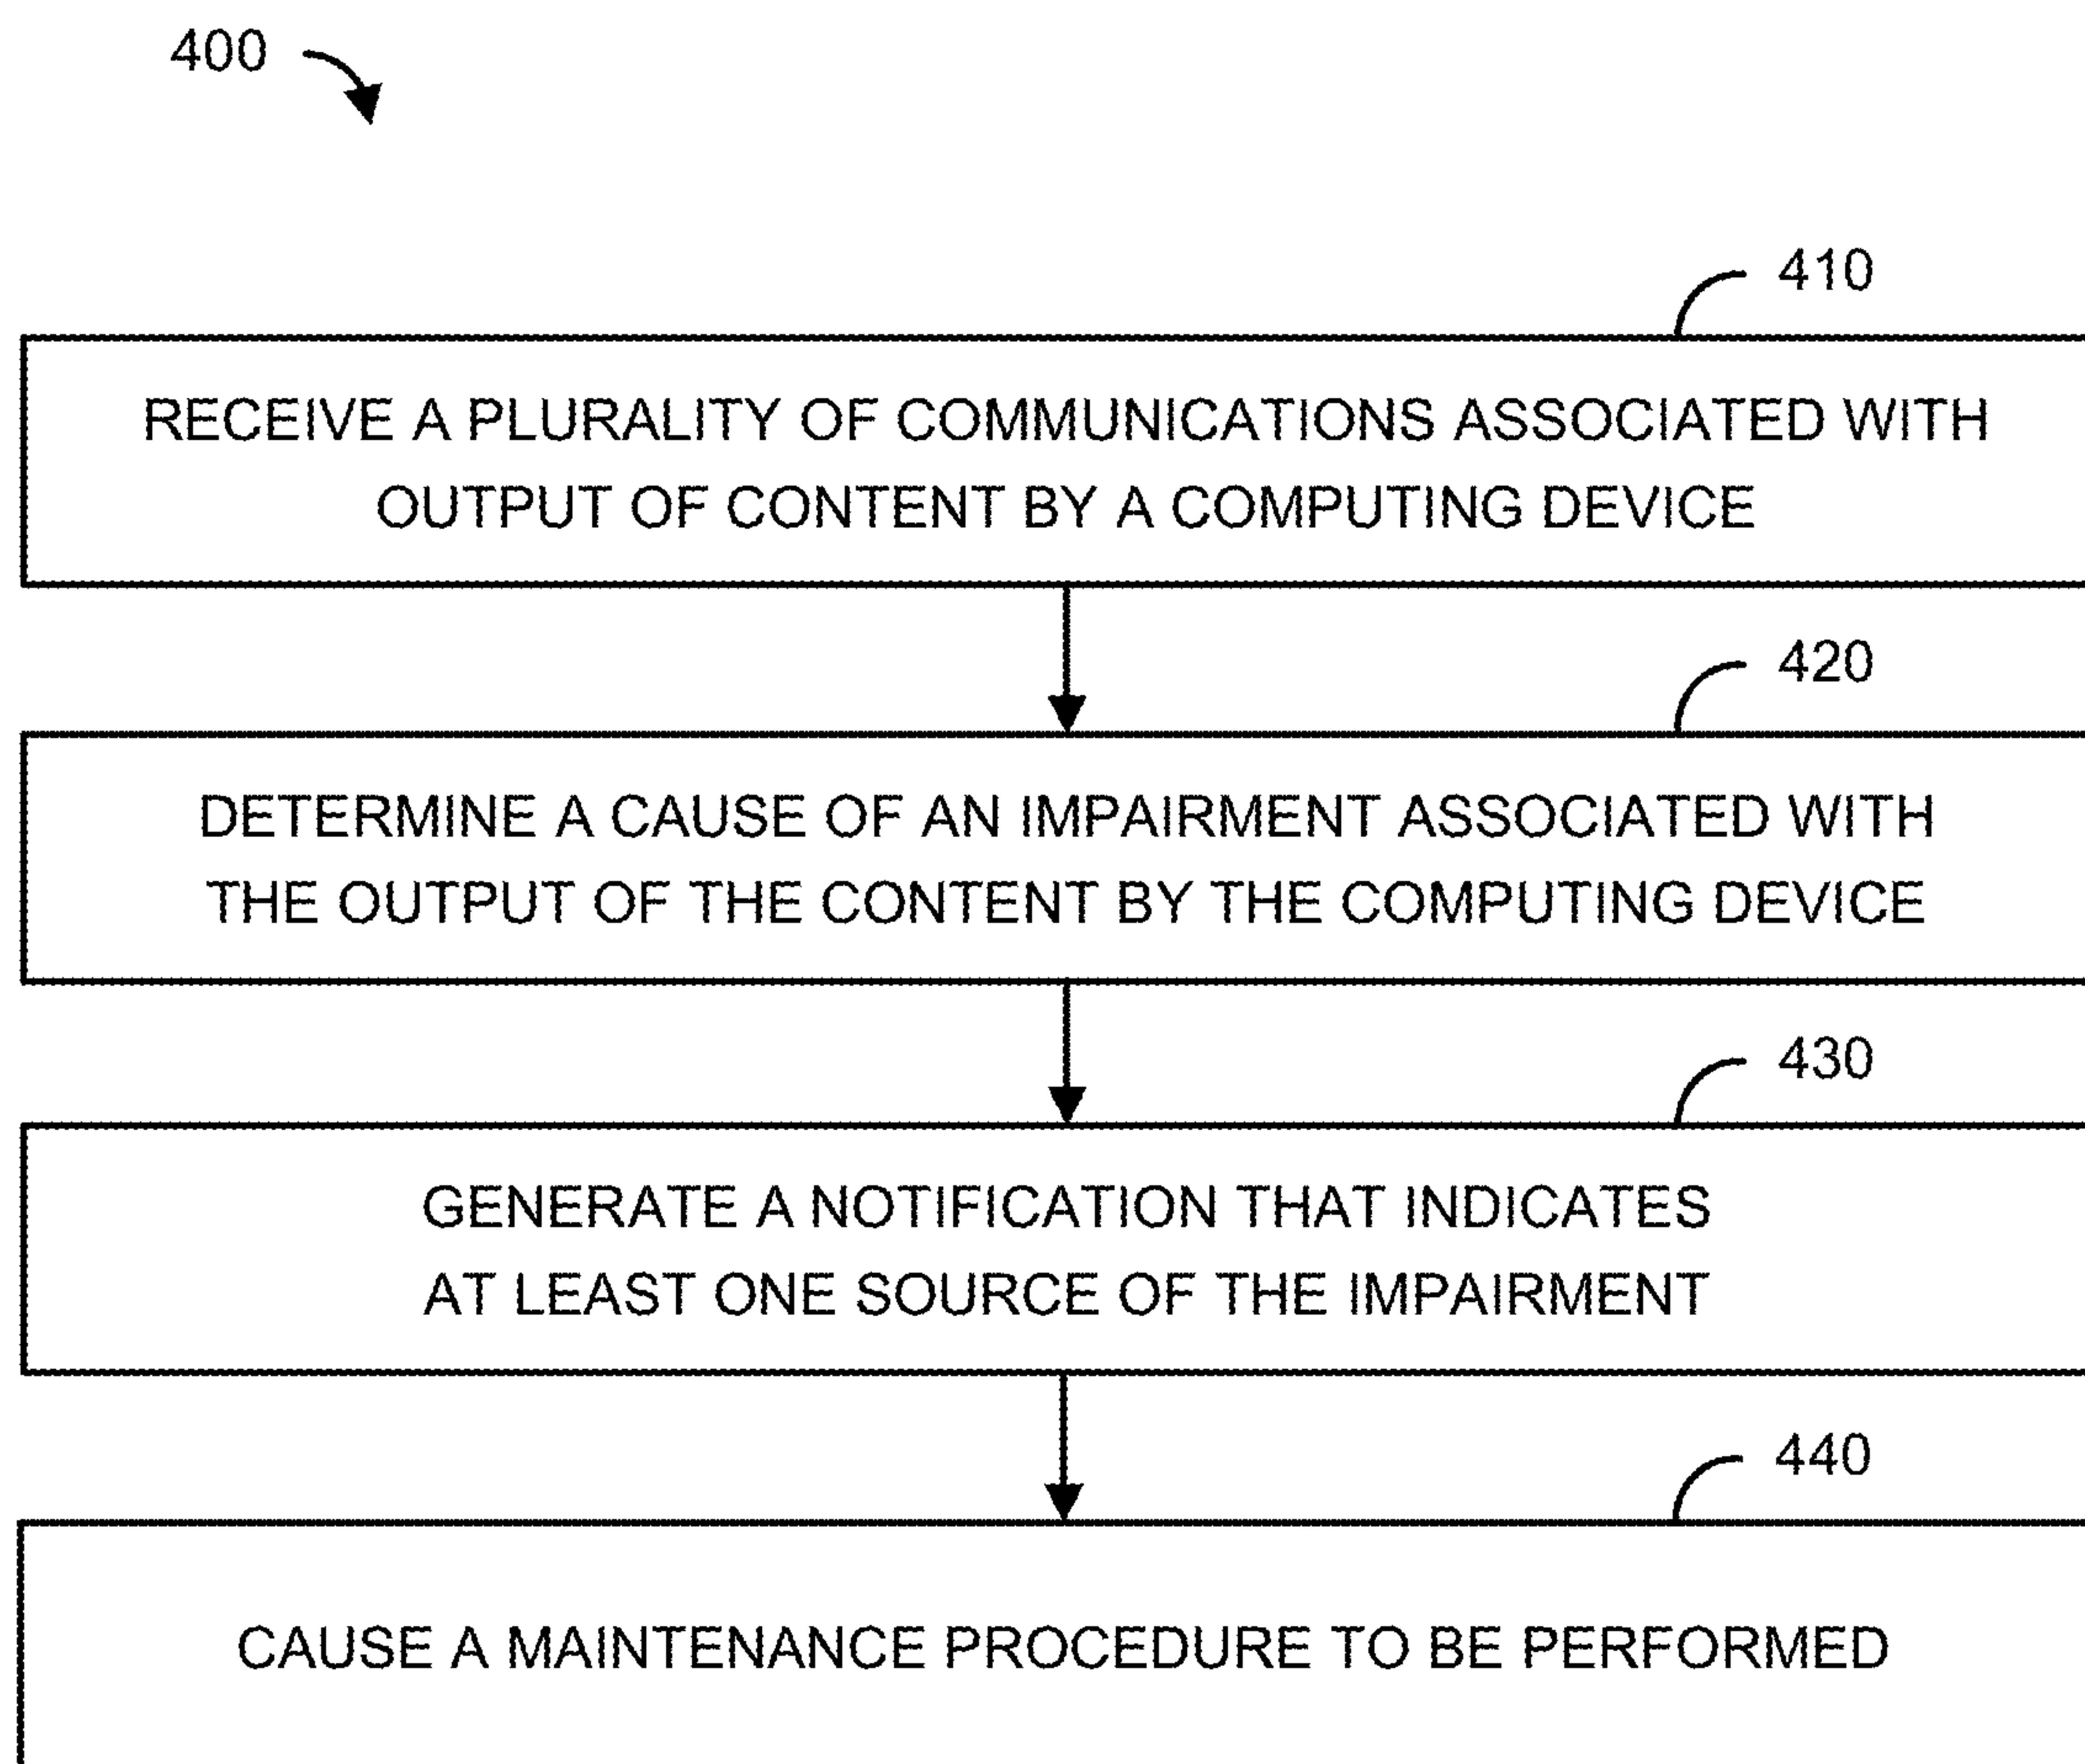 400
410
RECEIVE A PLURALITY OF COMMUNICATIONS ASSOCIATED WITH
OUTPUT OF CONTENT BY A COMPUTING DEVICE
420
DETERMINE A CAUSE OF AN IMPAIRMENT ASSOCIATED WITH
THE OUTPUT OF THE CONTENT BY THE COMPUTING DEVICE
430
GENERATE A NOTIFICATION THAT INDICATES
AT LEAST ONE SOURCE OF THE IMPAIRMENT
440
CAUSE A MAINTENANCE PROCEDURE TO BE PERFORMED